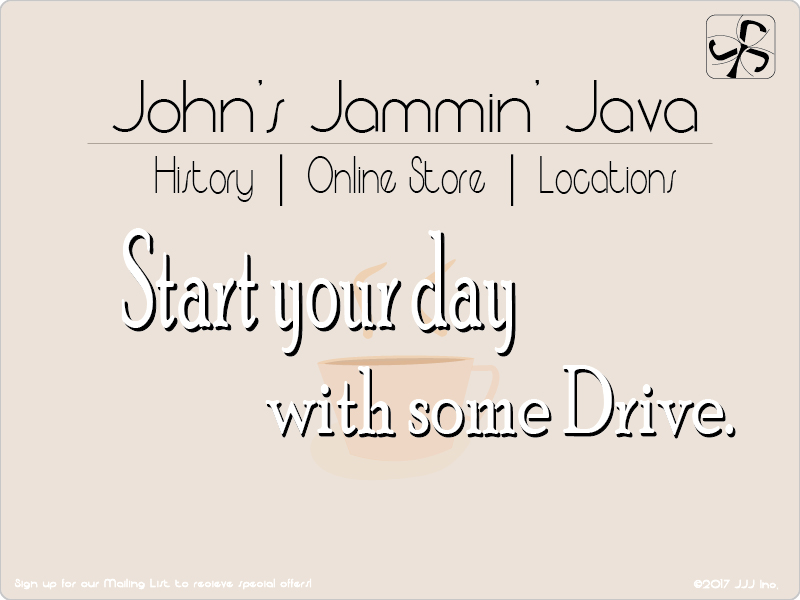 John's Jammin' Java
History | Online Store | Locations
Start your day
with some Drive.
Sign up for our Mailing List to recieve special offers!
©2017 JJJ Inc.